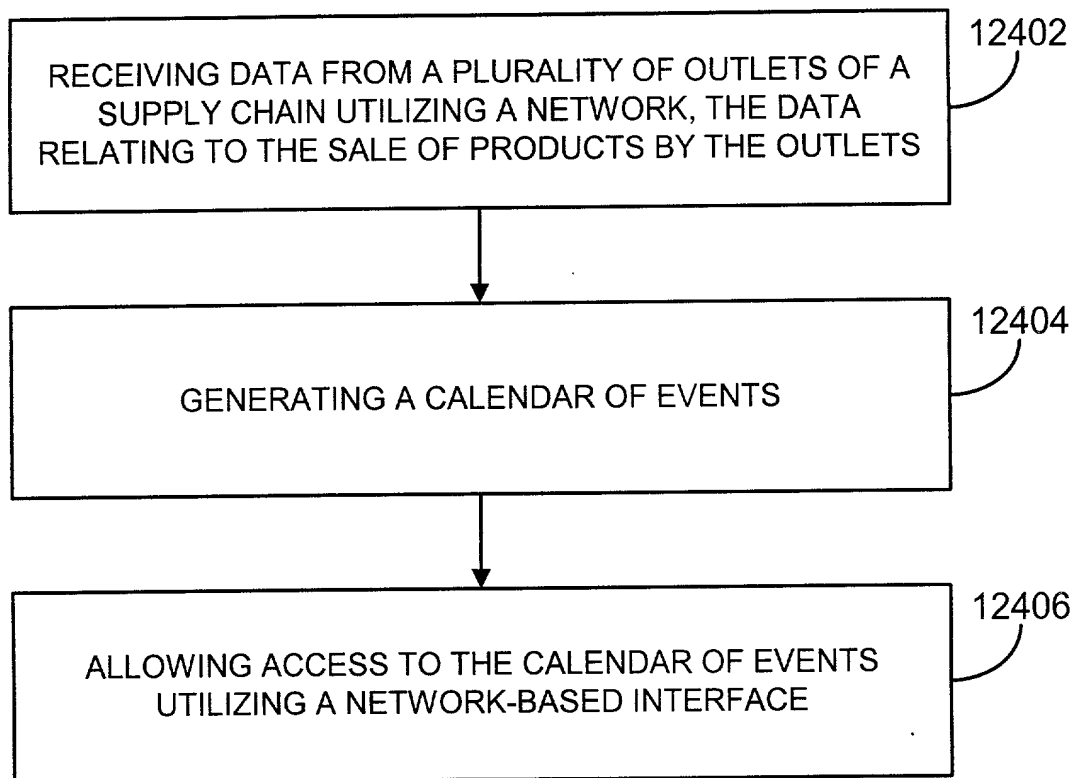 12402
RECEIVING DATA FROM A PLURALITY OF OUTLETS OF A
SUPPLY CHAIN UTILIZING A NETWORK, THE DATA
RELATING TO THE SALE OF PRODUCTS BY THE OUTLETS
12404
GENERATING A CALENDAR OF EVENTS
12406
ALLOWING ACCESS TO THE CALENDAR OF EVENTS
UTILIZING A NETWORK-BASED INTERFACE